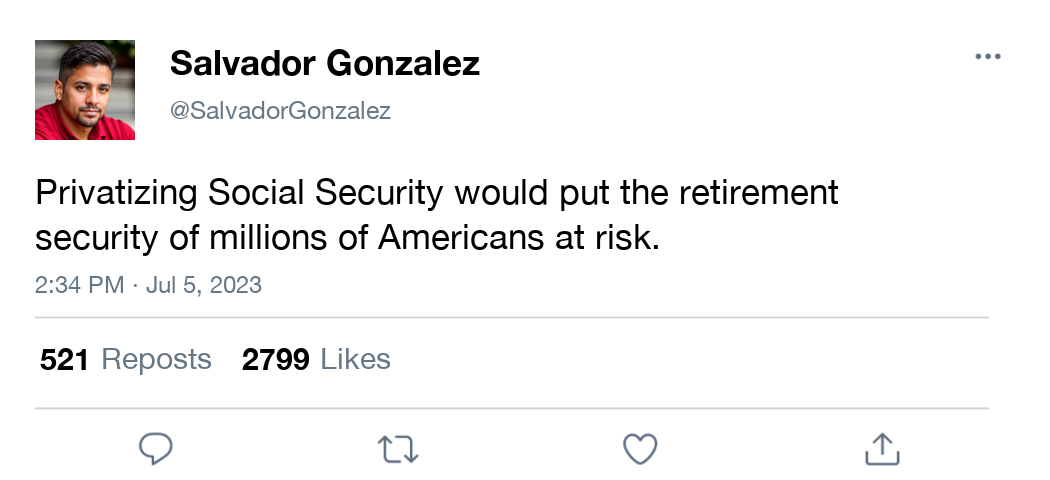 Salvador Gonzalez
@SalvadorGonzalez
Privatizing Social Security would put the retirement
security of millions of Americans at risk.
2:34 PM · Jul 5, 2023
521 Reposts 2799 Likes